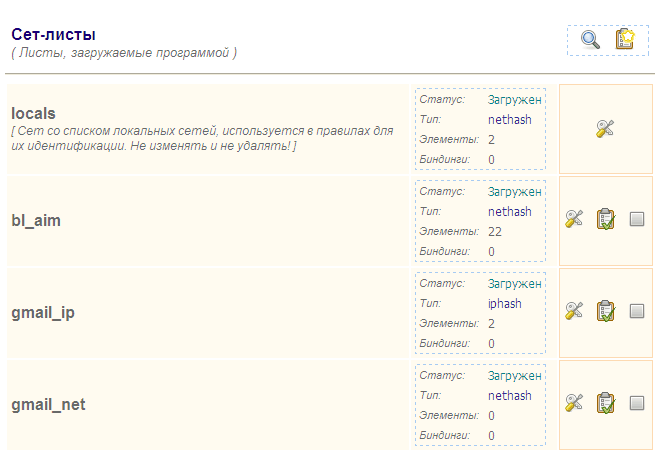 Сет-листы
( Листы, загружаемые программой )
locals
[ Сет со списком локальных сетей, используется в правилах для
их идентификации. Не изменять и не удалять! ]
Статус: Загружен
Тип: nethash
Элементы: 2
Биндинги: 0
bl_aim
Статус: Загружен
Тип: nethash
Элементы: 22
Биндинги: 0
gmail_ip
Статус: Загружен
Тип: iphash
Элементы: 2
Биндинги: 0
gmail_net
Статус: Загружен
Тип: nethash
Элементы: 0
Биндинги: 0